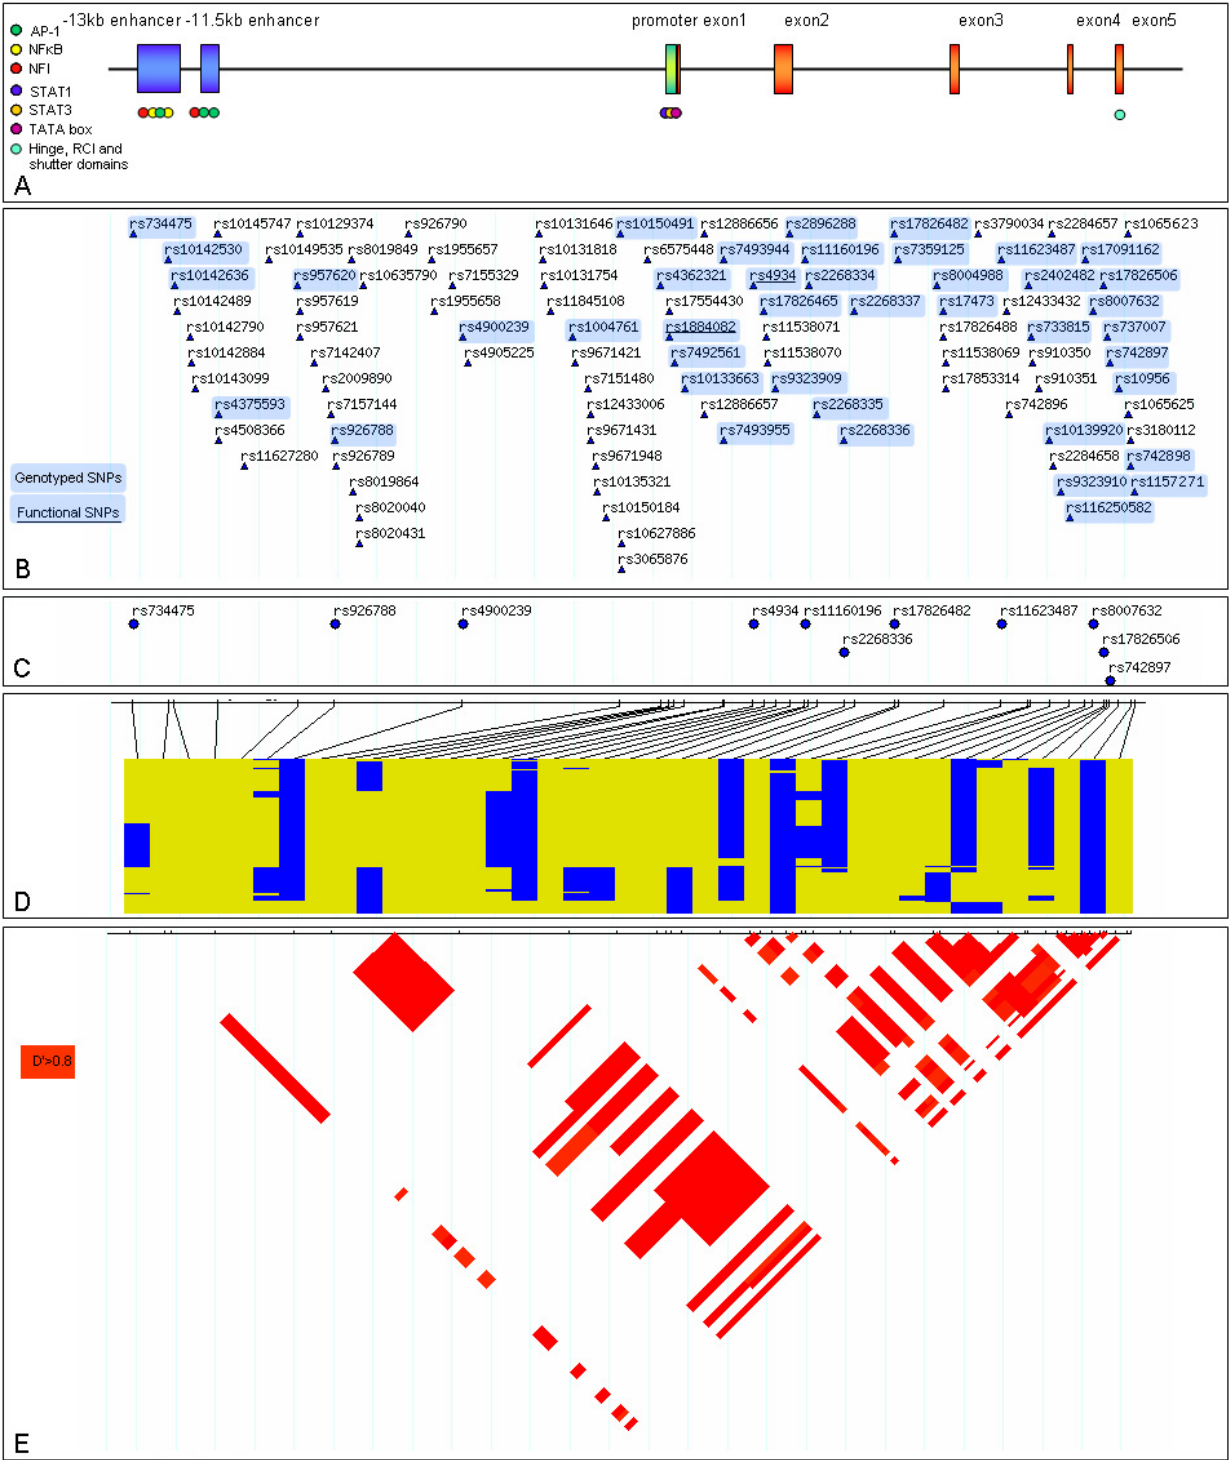 -13kb enhancer -11.5kb enhancer promoter exon1 exon2 exon3 exon4 exon5
AP-1
NFκB
NFI
STAT1
STAT3
TATA box
Hinge, RCI and
shutter domains
A
rs734475 rs10145747 rs10129374 rs926790 rs10131646 rs10150491 rs12886656 rs2896288 rs17826482 rs3790034 rs2284657 rs1065623
rs10142530 rs10149535 rs8019849 rs1955657 rs10131818 rs6575448 rs7493944 rs11160196 rs7359125 rs11623487 rs17091162
rs10142636 rs957620 rs10635790 rs7155329 rs10131754 rs4362321 rs4934 rs2268334 rs8004988 rs2402482 rs17826506
rs10142489 rs957619 rs1955658 rs11845108 rs17554430 rs17826465 rs2268337 rs17473 rs12433432 rs8007632
rs10142790 rs957621 rs4900239 rs1004761 rs1884082 rs11538071 rs17826488 rs733815 rs737007
rs10142884 rs7142407 rs4905225 rs9671421 rs7492561 rs11538070 rs11538069 rs910350 rs742897
rs10143099 rs2009890 rs7151480 rs10133663 rs9323909 rs17853314 rs910351 rs10956
rs4375593 rs7157144 rs12433006 rs12886657 rs2268335 rs742896 rs1065625
rs4508366 rs926788 rs9671431 rs7493955 rs2268336 rs10139920 rs3180112
rs11627280 rs926789 rs9671948 rs2284658 rs742898
Genotyped SNPs rs8019864 rs10135321 rs9323910 rs1157271
Functional SNPs rs8020040 rs10150184 rs116250582
rs8020431 rs10627886
rs3065876
B
rs734475 rs926788 rs4900239 rs4934 rs11160196 rs17826482 rs11623487 rs8007632
rs2268336 rs17826506
rs742897
C
D
D'>0.8
E